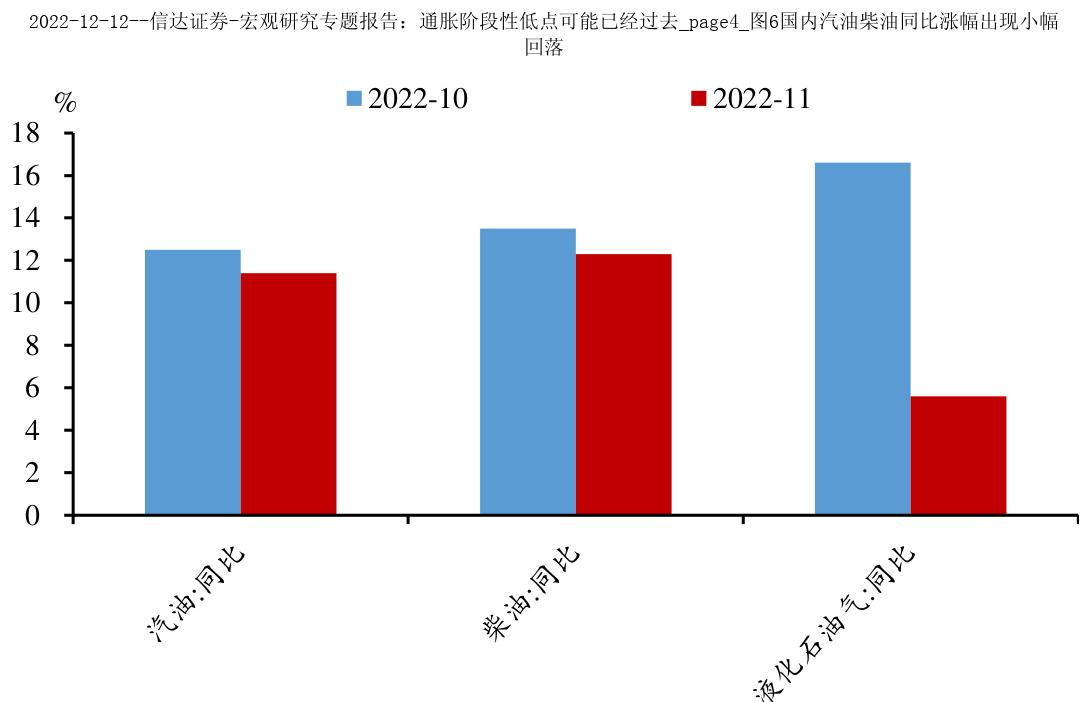 2022-12-12--信达证券-宏观研究专题报告：通胀阶段性低点可能已经过去_page4_图6国内汽油柴油同比涨幅出现小幅
回落
%
2022-10
2022-11
18
16
14
12
10
8
6
4
2
0
汽油:同比
柴油:同比
液化石油气:同比